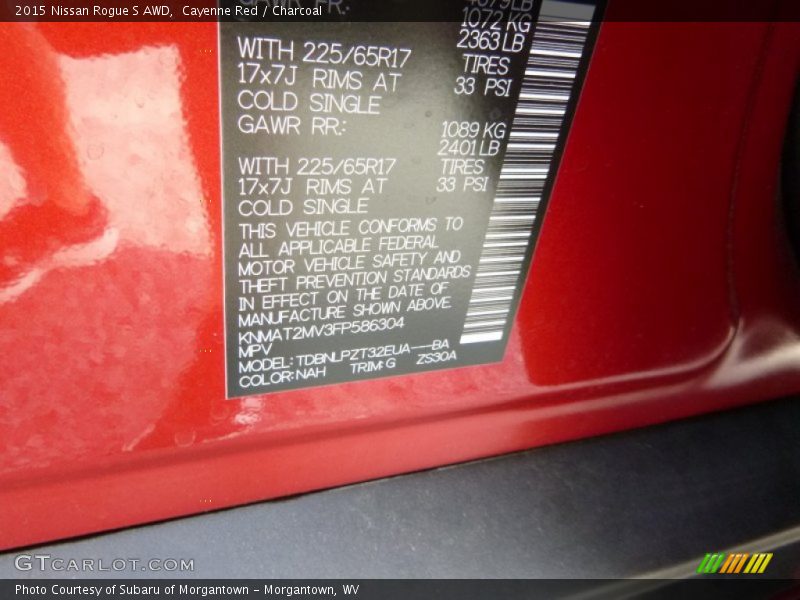 2015 Nissan Rogue S AWD, Cayenne Red / Charcoal
1072 KG
2363 LB
WITH 225/65R17 TIRES
17x7J RIMS AT 33 PSI
COLD SINGLE
GAWR RR: 1089 KG
2401 LB
WITH 225/65R17 TIRES
17x7J RIMS AT 33 PSI
COLD SINGLE
THIS VEHICLE CONFORMS TO
ALL APPLICABLE FEDERAL
MOTOR VEHICLE SAFETY AND
THEFT PREVENTION STANDARDS
IN EFFECT ON THE DATE OF
MANUFACTURE SHOWN ABOVE.
KNMAT2MV3FP586304
MPV
MODEL:TDBNLPZT32EUA----BA
COLOR:NAH TRIM:G ZS30A
GTCARLOT.COM
Photo Courtesy of Subaru of Morgantown - Morgantown, WV